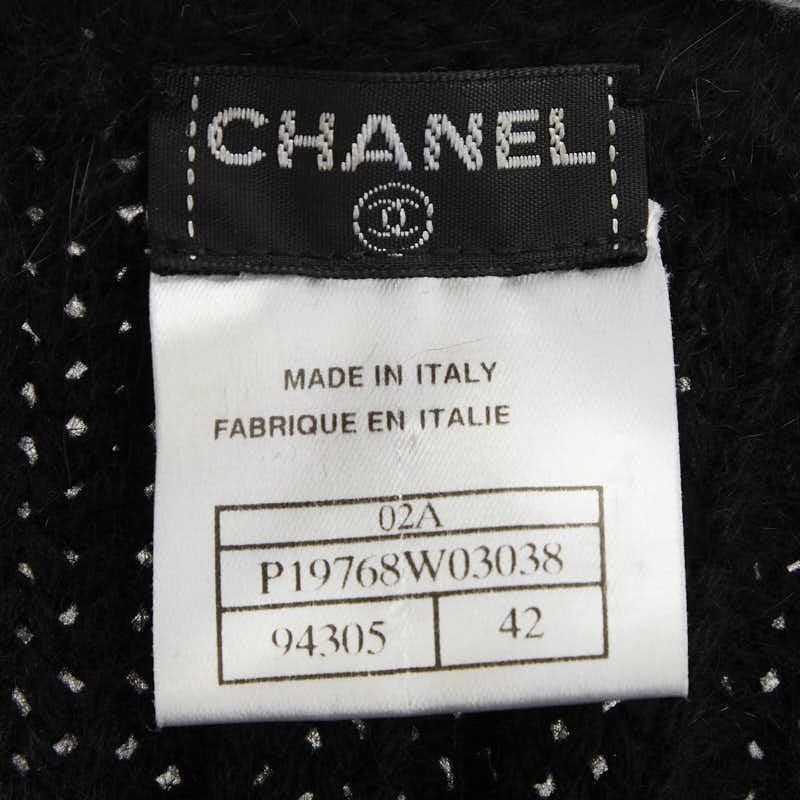 CHANEL
MADE IN ITALY
FABRIQUE EN ITALIE
02A
P19768W03038
94305 42